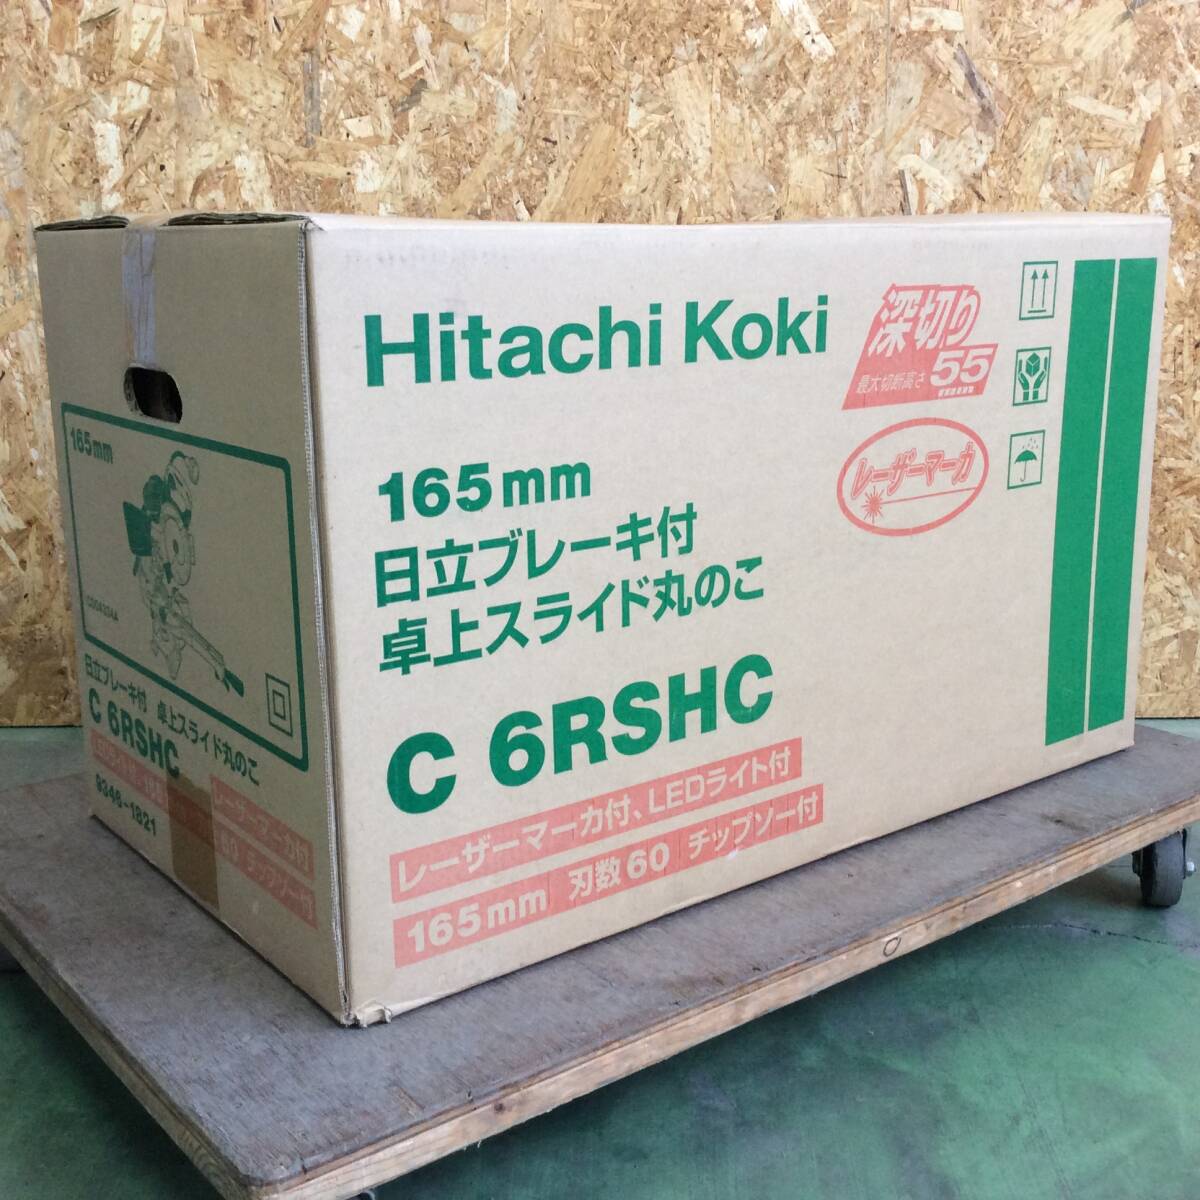 Hitachi Koki
深切り
最大切断高さ 55
mm
レーザーマーカ
165mm
日立ブレーキ付
卓上スライド丸のこ
C 6RSHC
レーザーマーカ付、LEDライト付
165mm 刃数60 チップソー付
165mm
日立ブレーキ付 卓上スライド丸のこ
C 6RSHC
レーザーマーカ付
9346-1821
チップソー付